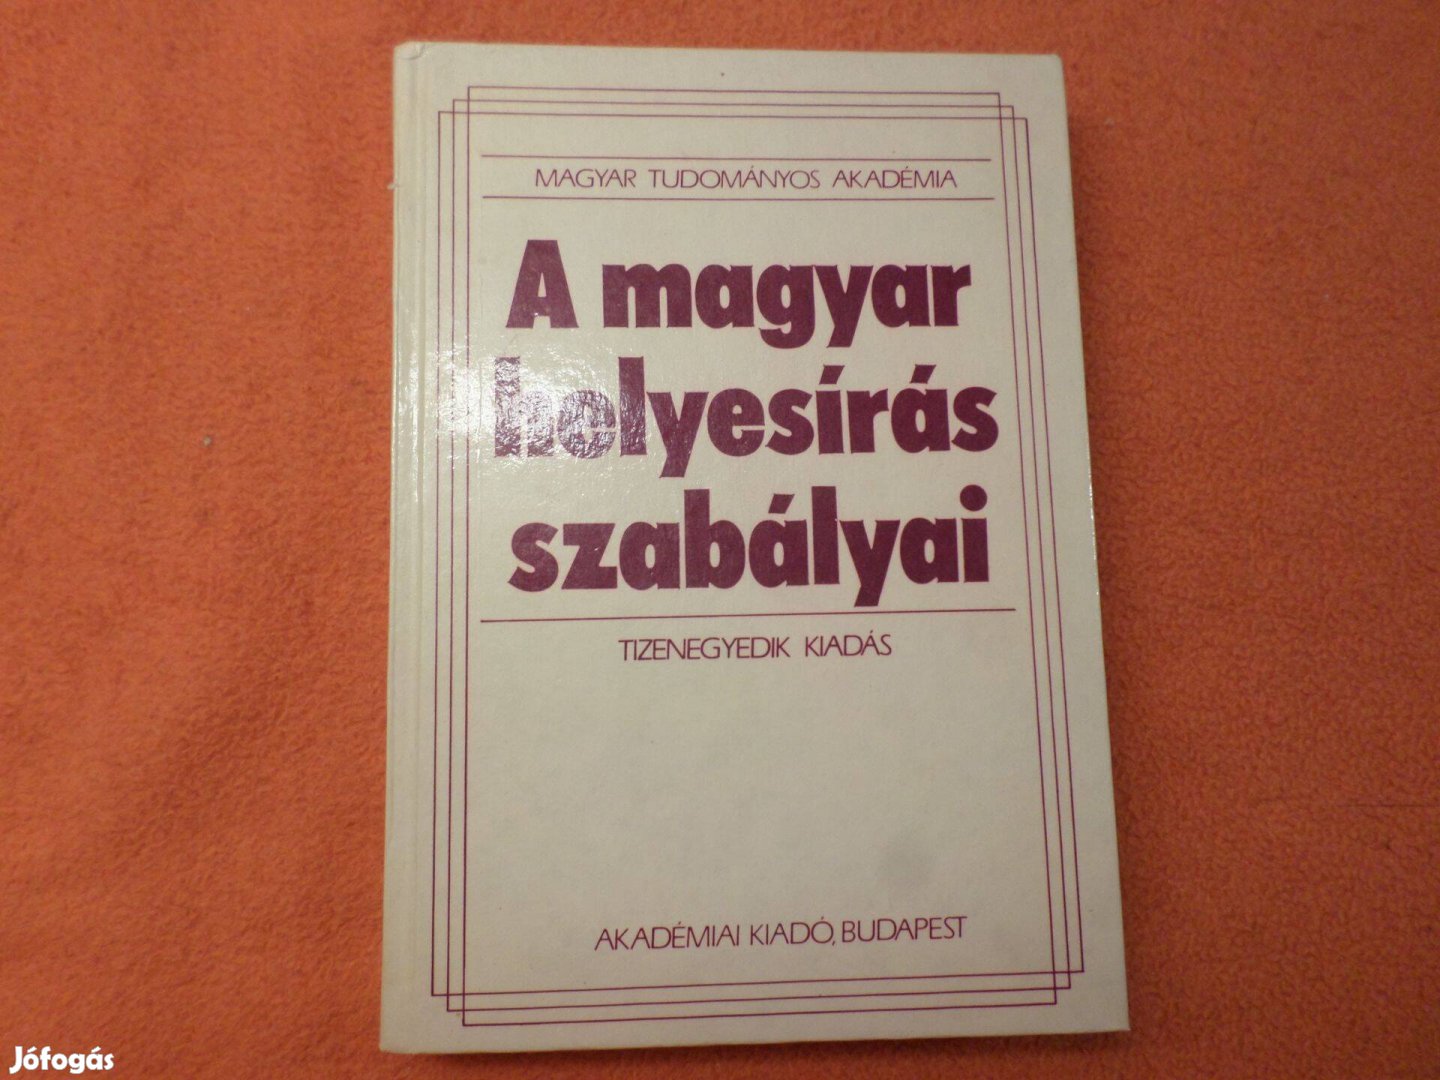 MAGYAR TUDOMÁNYOS AKADÉMIA
A magyar
helyesírás
szabályai
TIZENEGYEDIK KIADÁS
AKADÉMIAI KIADÓ, BUDAPEST
Jófogás